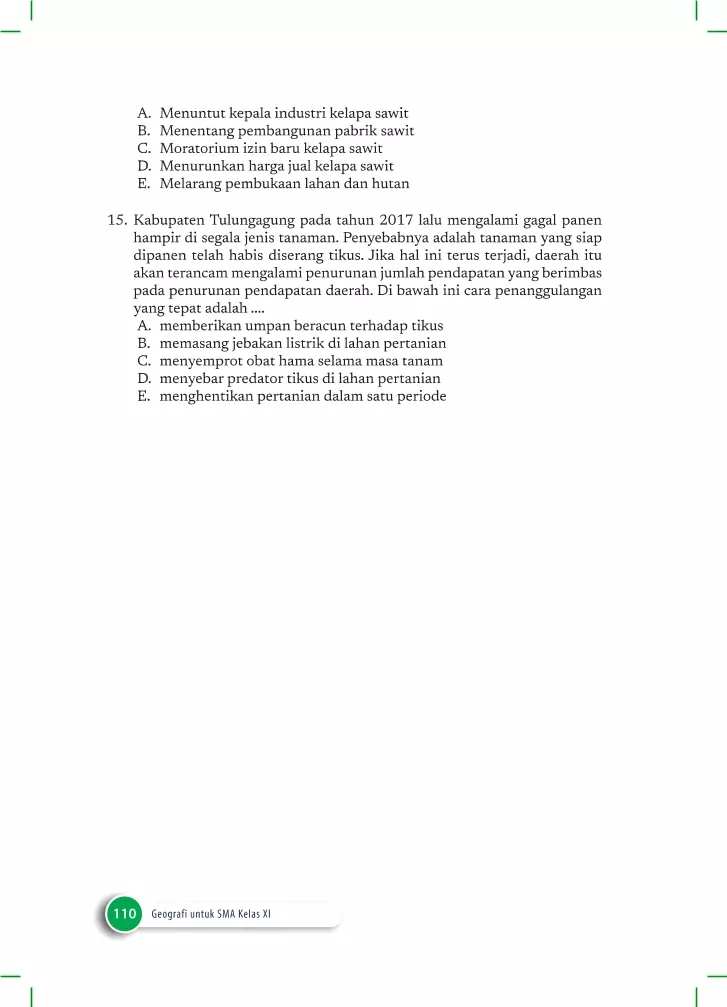 A. Menuntut kepala industri kelapa sawit
B. Menentang pembangunan pabrik sawit
C. Moratorium izin baru kelapa sawit
D. Menurunkan harga jual kelapa sawit
E. Melarang pembukaan lahan dan hutan
15. Kabupaten Tulungagung pada tahun 2017 lalu mengalami gagal panen
hampir di segala jenis tanaman. Penyebabnya adalah tanaman yang siap
dipanen telah habis diserang tikus. Jika hal ini terus terjadi, daerah itu
akan terancam mengalami penurunan jumlah pendapatan yang berimbas
pada penurunan pendapatan daerah. Di bawah ini cara penanggulangan
yang tepat adalah ....
A. memberikan umpan beracun terhadap tikus
B. memasang jebakan listrik di lahan pertanian
C. menyemprot obat hama selama masa tanam
D. menyebar predator tikus di lahan pertanian
E. menghentikan pertanian dalam satu periode
110 Geografi untuk SMA Kelas XI